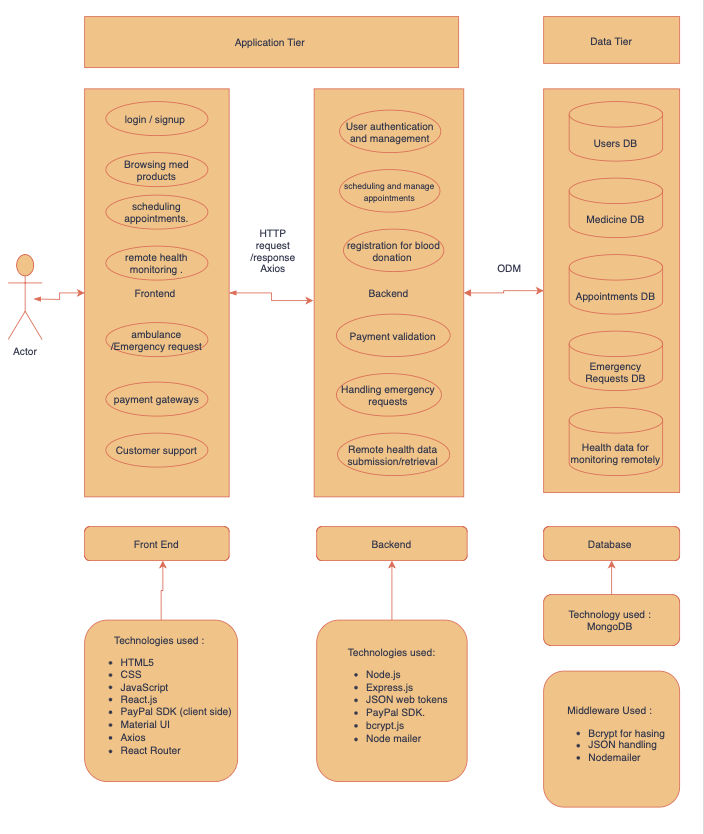 Application Tier
Data Tier
login / signup
Browsing med
products
scheduling
appointments.
remote health
monitoring .
Frontend
ambulance
/Emergency request
payment gateways
Customer support
Actor
HTTP
request
/response
Axios
User authentication
and management
scheduling and manage
appointments
registration for blood
donation
Backend
Payment validation
Handling emergency
requests
Remote health data
submission/retrieval
ODM
Users DB
Medicine DB
Appointments DB
Emergency
Requests DB
Health data for
monitoring remotely
Front End
Backend
Database
Technologies used :
• HTML5
• CSS
• JavaScript
• React.js
• PayPal SDK (client side)
• Material UI
• Axios
• React Router
Technologies used:
• Node.js
• Express.js
• JSON web tokens
• PayPal SDK.
• bcrypt.js
• Node mailer
Technology used :
MongoDB
Middleware Used :
• Bcrypt for hasing
• JSON handling
• Nodemailer